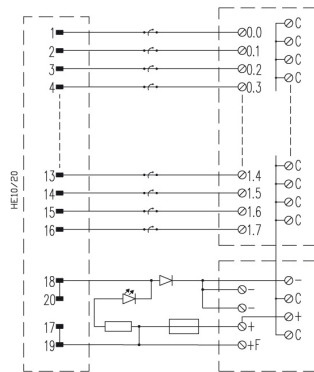 C
1 0.0
C
2 0.1
C
3 0.2
C
4 0.3
C
13 1.4
C
14 1.5
C
15 1.6
C
16 1.7
HE10/20
18 -
20 - C
- +
17 + C
19 +F